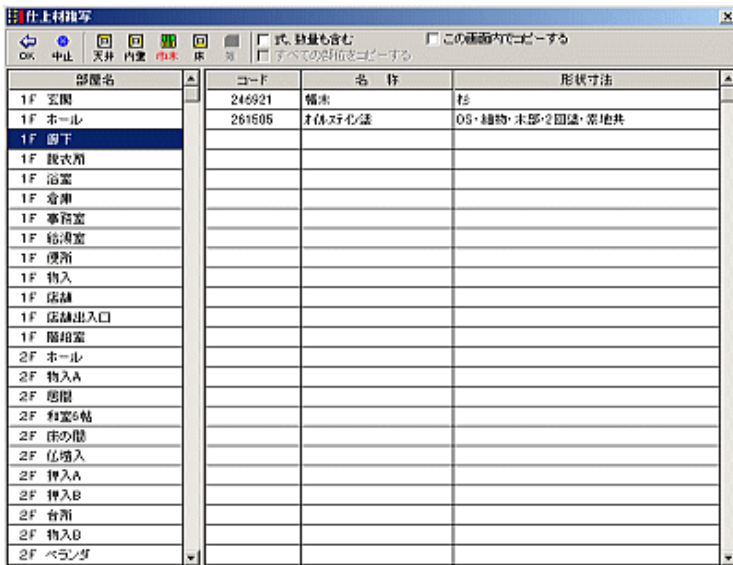 仕上材複写
OK 中止 天井 内壁 巾木 床
式、数量も含む
この画面内でコピーする
すべての部位をコピーする
部屋名
コード 名 称 形状寸法
1F 玄関
246921 幅木 杉
1F ホール
261505 オイルステイン塗 OS・細物・木部・2回塗・素地共
1F 廊下
1F 脱衣所
1F 浴室
1F 倉庫
1F 事務室
1F 給湯室
1F 便所
1F 物入
1F 店舗
1F 店舗出入口
1F 階段室
2F ホール
2F 物入A
2F 居間
2F 和室6帖
2F 床の間
2F 仏壇入
2F 押入A
2F 押入B
2F 台所
2F 物入B
2F ベランダ